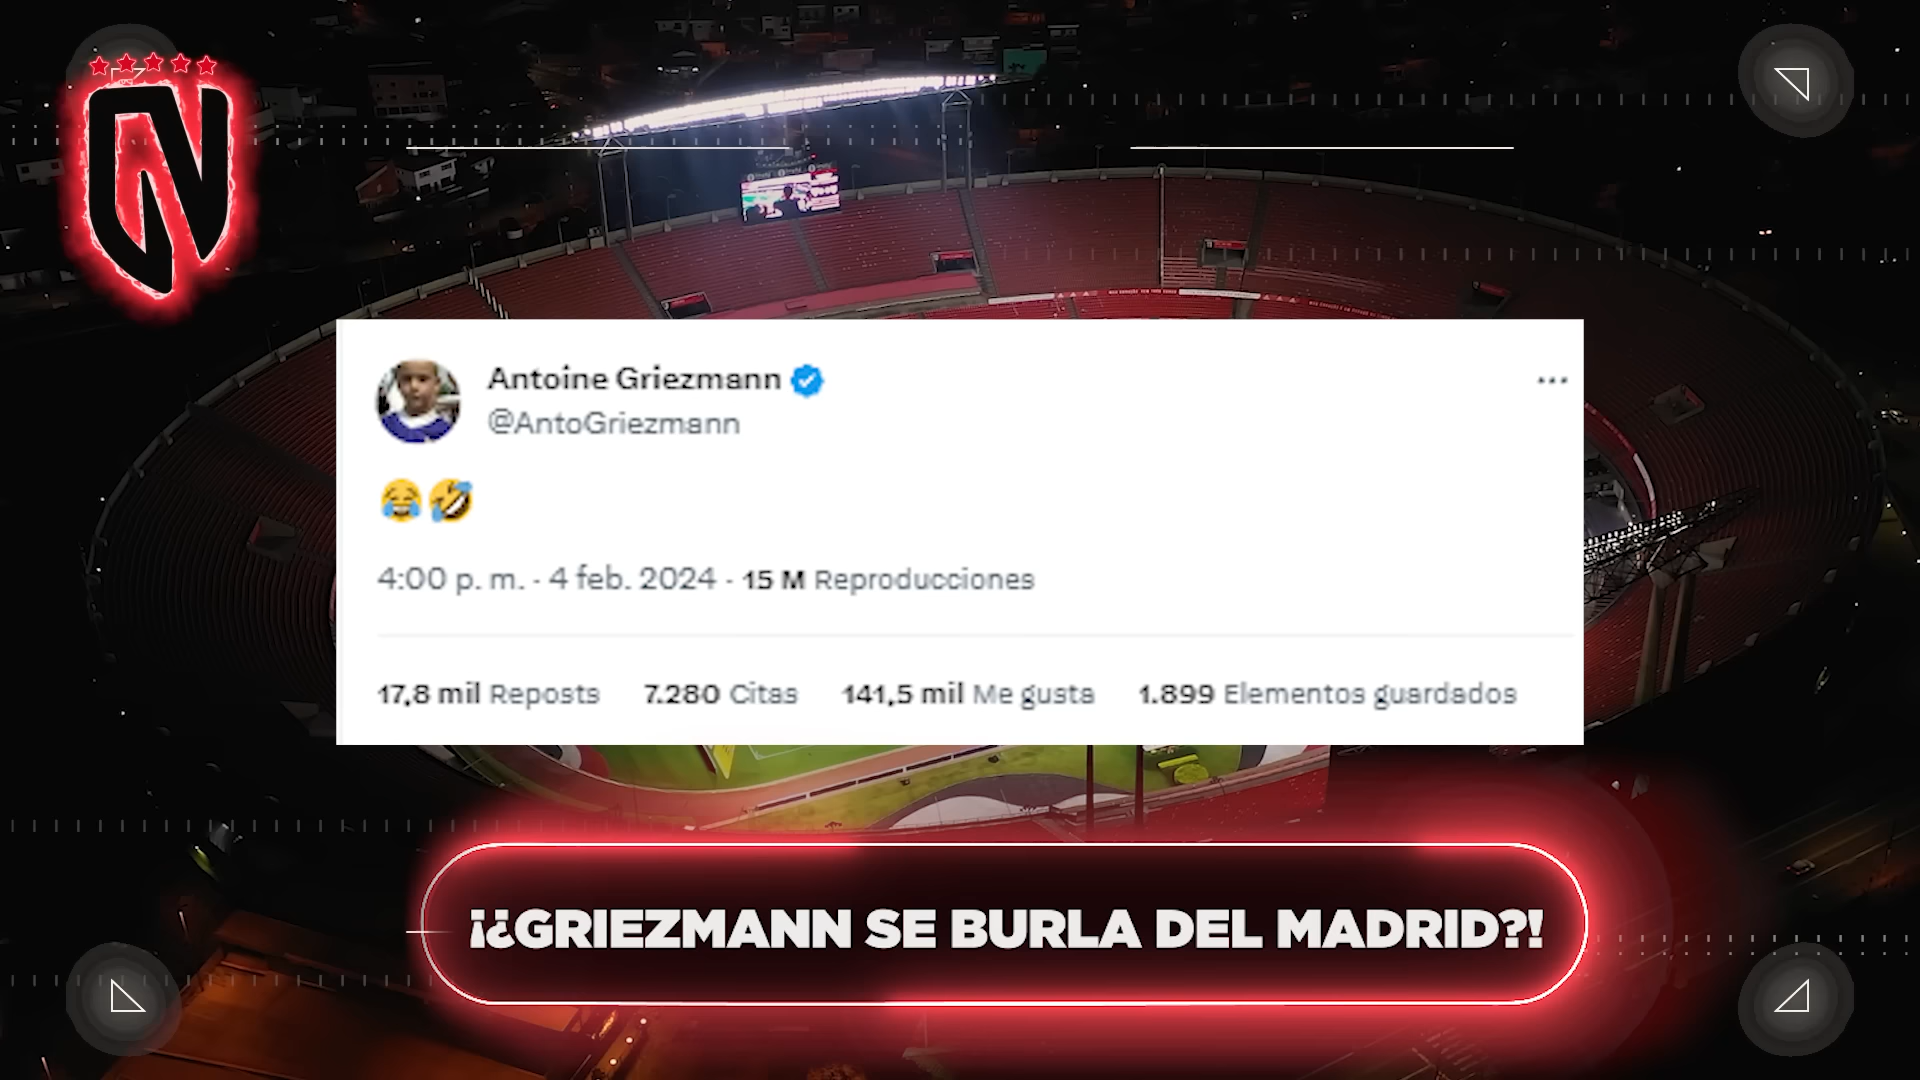 Antoine Griezmann
@AntoGriezmann
😂🤣
4:00 p. m. · 4 feb. 2024 · 15 M Reproducciones
17,8 mil Reposts 7.280 Citas 141,5 mil Me gusta 1.899 Elementos guardados
¡¿GRIEZMANN SE BURLA DEL MADRID?!